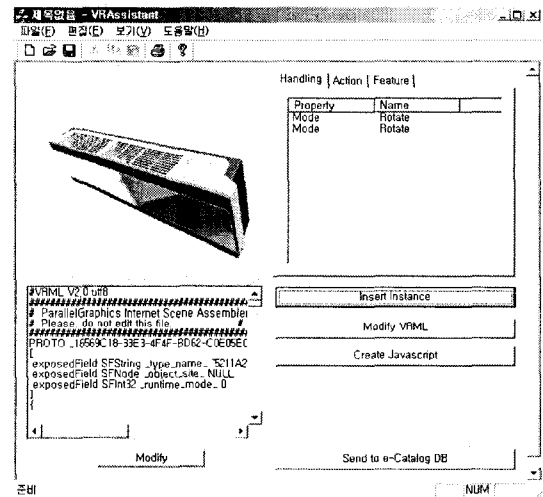 제목없음 - VRAssistant
파일(F) 편집(E) 보기(V) 도움말(H)
Handling Action Feature
Property Name
Mode Rotate
Mode Rotate
#VRML V2.0 utf8
##############################
# ParallelGraphics Internet Scene Assembler
# Please, do not edit this file. #
##############################
PROTO
[
exposedField SFString _type_name_ "5211A2
exposedField SFNode _object_site_ NULL
exposedField SFInt32 _runtime_mode_ 0
]
{
Insert Instance
Modify VRML
Create Javascript
Modify
Send to e-Catalog DB
준비
NUM